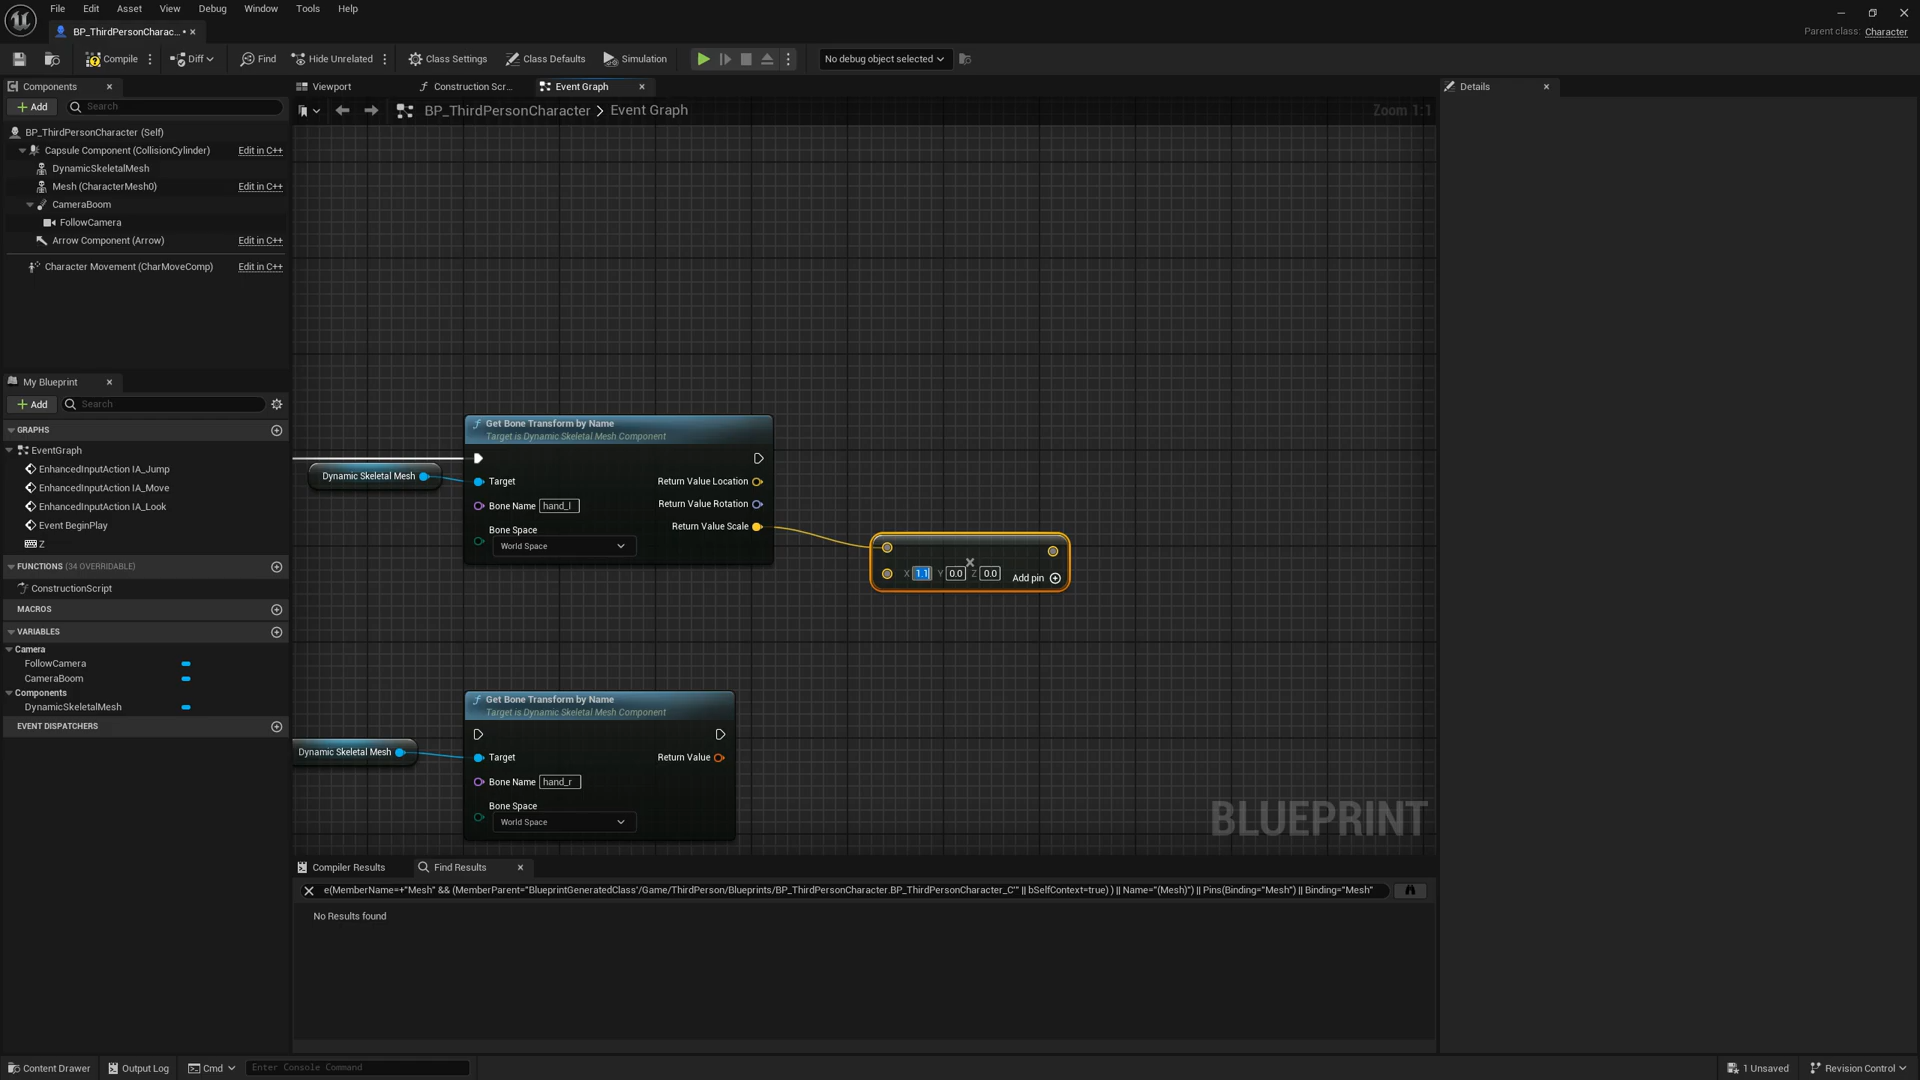 File Edit Asset View Debug Window Tools Help
BP_ThirdPersonCharac... •
Parent class: Character
Compile Diff Find Hide Unrelated Class Settings Class Defaults Simulation No debug object selected
Components
Viewport Construction Scr... Event Graph
Details
Add Search
BP_ThirdPersonCharacter > Event Graph
Zoom 1:1
BP_ThirdPersonCharacter (Self)
Capsule Component (CollisionCylinder) Edit in C++
DynamicSkeletalMesh
Mesh (CharacterMesh0) Edit in C++
CameraBoom
FollowCamera
Arrow Component (Arrow) Edit in C++
Character Movement (CharMoveComp) Edit in C++
My Blueprint
Add Search
GRAPHS
EventGraph
EnhancedInputAction IA_Jump
EnhancedInputAction IA_Move
EnhancedInputAction IA_Look
Event BeginPlay
Z
FUNCTIONS (34 OVERRIDABLE)
ConstructionScript
MACROS
VARIABLES
Camera
FollowCamera
CameraBoom
Components
DynamicSkeletalMesh
EVENT DISPATCHERS
Get Bone Transform by Name
Target is Dynamic Skeletal Mesh Component
Dynamic Skeletal Mesh
Target
Return Value Location
Bone Name hand_l
Return Value Rotation
Bone Space
Return Value Scale
World Space
X 1.1 Y 0.0 Z 0.0
Add pin
Get Bone Transform by Name
Target is Dynamic Skeletal Mesh Component
Dynamic Skeletal Mesh
Target
Return Value
Bone Name hand_r
Bone Space
World Space
BLUEPRINT
Compiler Results Find Results
e(MemberName=+"Mesh" && (MemberParent="BlueprintGeneratedClass'/Game/ThirdPerson/Blueprints/BP_ThirdPersonCharacter.BP_ThirdPersonCharacter_C'" || bSelfContext=true) ) || Name="(Mesh)") || Pins(Binding="Mesh") || Binding="Mesh"
No Results found
Content Drawer Output Log Cmd Enter Console Command
1 Unsaved Revision Control